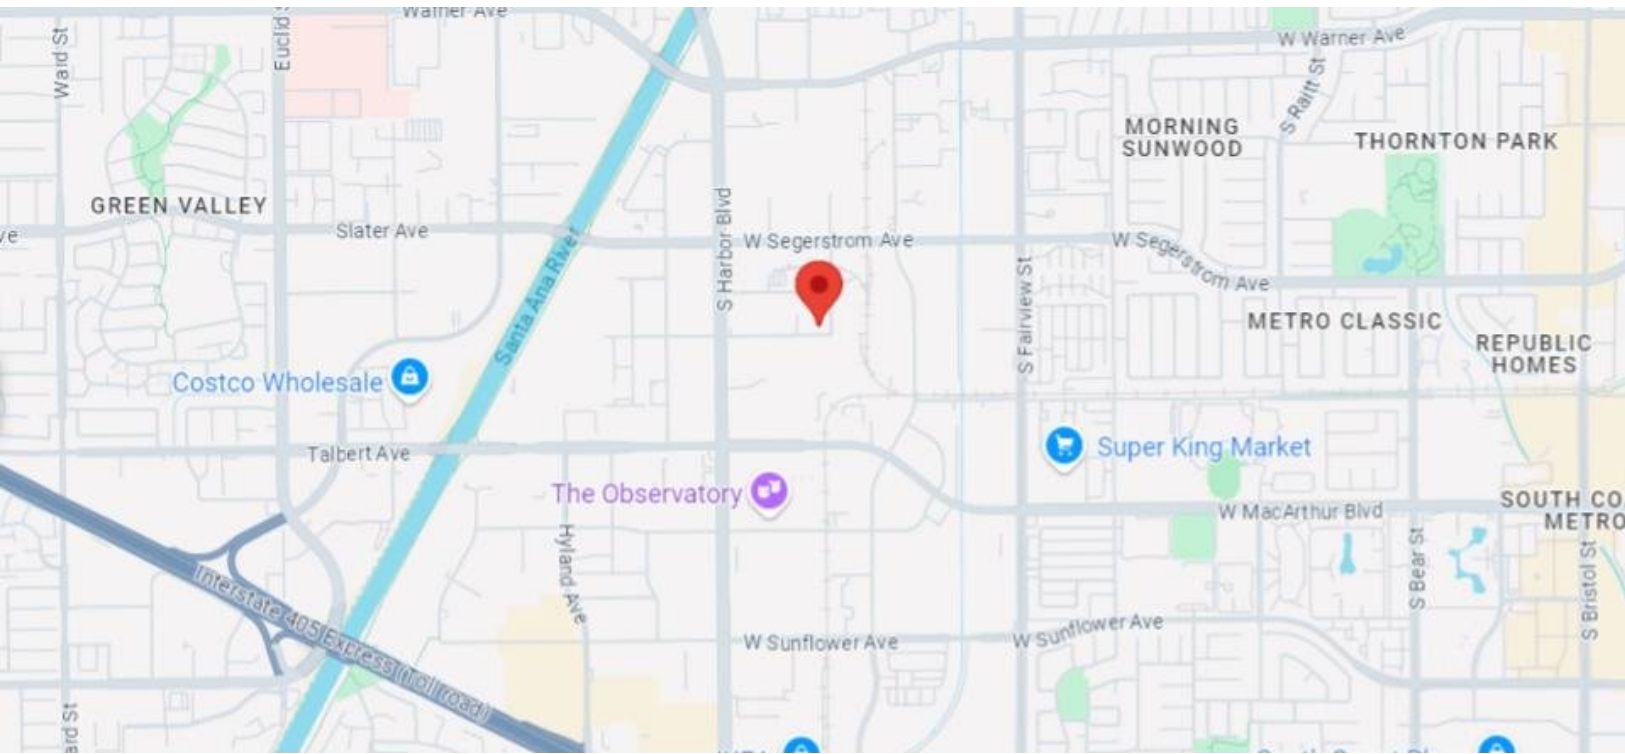 Warner Ave
W Warner Ave
Ward St
Euclid S
S Raitt St
MORNING
SUNWOOD
THORNTON PARK
GREEN VALLEY
S Harbor Blvd
ve
Slater Ave
W Segerstrom Ave
W Segerstrom Ave
Santa Ana River
S Fairview St
METRO CLASSIC
REPUBLIC
HOMES
Costco Wholesale
Talbert Ave
Super King Market
The Observatory
W MacArthur Blvd
SOUTH CO
METRO
Hyland Ave
S Bear St
S Bristol St
Interstate 405 Express (Toll road)
W Sunflower Ave
W Sunflower Ave
ard St